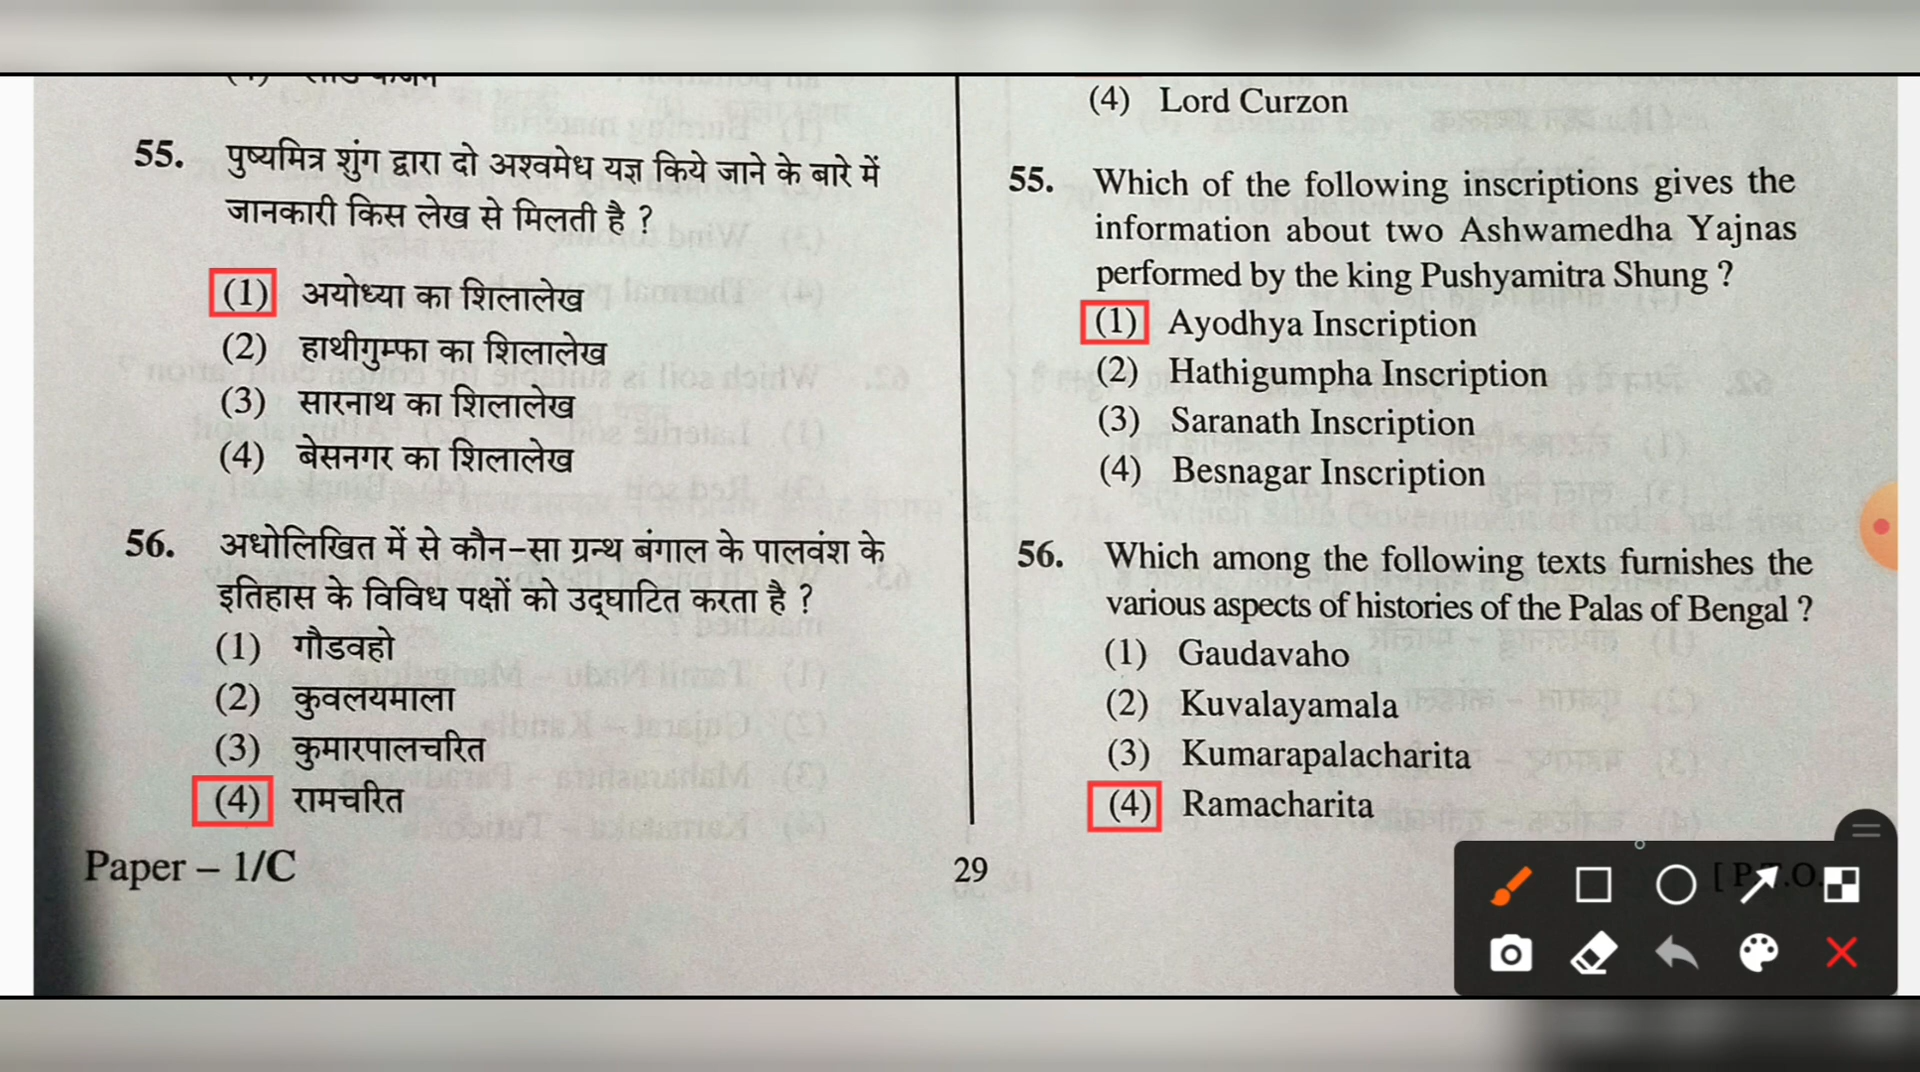 55. पुष्यमित्र शुंग द्वारा दो अश्वमेध यज्ञ किये जाने के बारे में
जानकारी किस लेख से मिलती है ?
(1) अयोध्या का शिलालेख
(2) हाथीगुम्फा का शिलालेख
(3) सारनाथ का शिलालेख
(4) बेसनगर का शिलालेख
56. अधोलिखित में से कौन-सा ग्रन्थ बंगाल के पालवंश के
इतिहास के विविध पक्षों को उद्घाटित करता है ?
(1) गौडवहो
(2) कुवलयमाला
(3) कुमारपालचरित
(4) रामचरित
(4) Lord Curzon
55. Which of the following inscriptions gives the
information about two Ashwamedha Yajnas
performed by the king Pushyamitra Shung ?
(1) Ayodhya Inscription
(2) Hathigumpha Inscription
(3) Saranath Inscription
(4) Besnagar Inscription
56. Which among the following texts furnishes the
various aspects of histories of the Palas of Bengal ?
(1) Gaudavaho
(2) Kuvalayamala
(3) Kumarapalacharita
(4) Ramacharita
Paper – 1/C
29